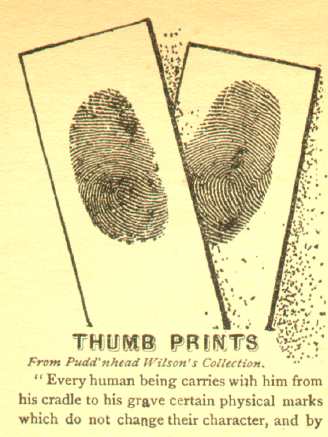 THUMB PRINTS
From Pudd'nhead Wilson's Collection.
"Every human being carries with him from
his cradle to his grave certain physical marks
which do not change their character, and by